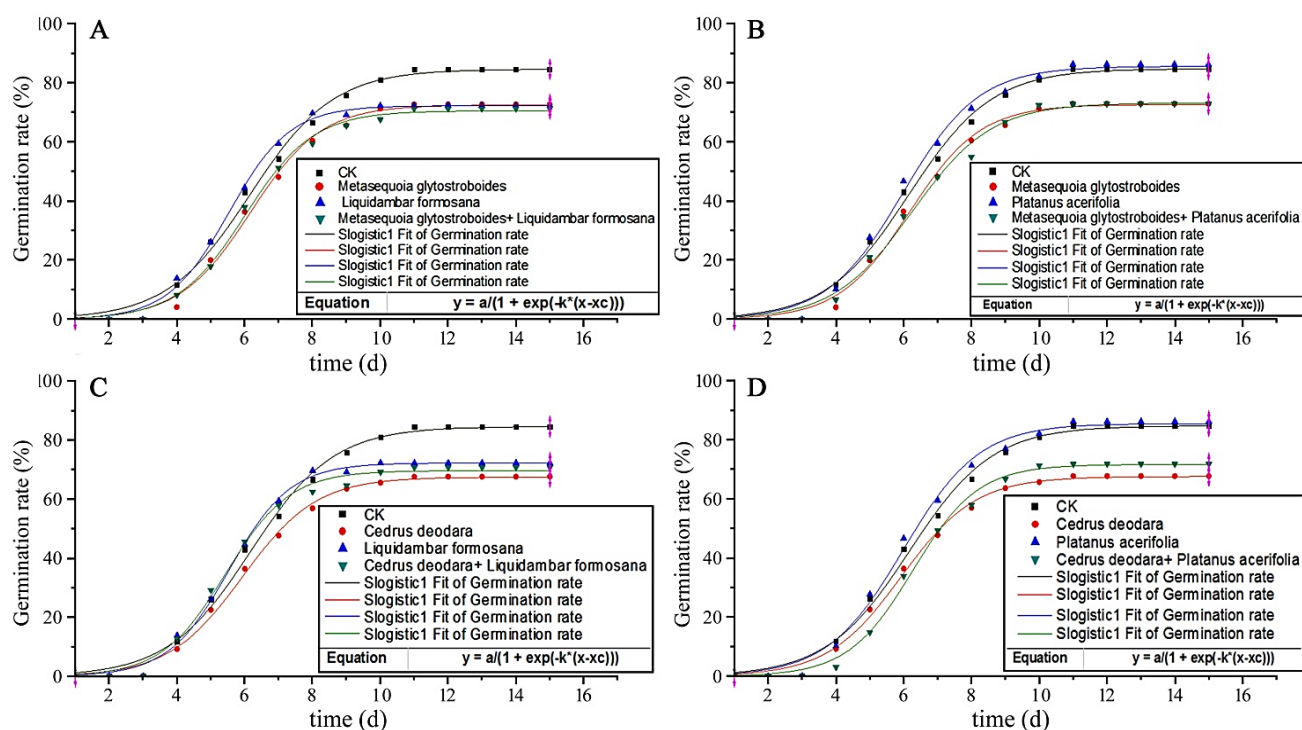 A
Germination rate (%)
100
80
60
40
20
0
CK
Metasequoia glytostroboides
Liquidambar formosana
Metasequoia glytostroboides+ Liquidambar formosana
Slogistic1 Fit of Germination rate
Slogistic1 Fit of Germination rate
Slogistic1 Fit of Germination rate
Slogistic1 Fit of Germination rate
Equation y = a/(1 + exp(-k*(x-xc)))
2 4 6 8 10 12 14 16
time (d)
B
Germination rate (%)
100
80
60
40
20
0
CK
Metasequoia glytostroboides
Platanus acerifolia
Metasequoia glytostroboides+ Platanus acerifolia
Slogistic1 Fit of Germination rate
Slogistic1 Fit of Germination rate
Slogistic1 Fit of Germination rate
Slogistic1 Fit of Germination rate
Equation y = a/(1 + exp(-k*(x-xc)))
2 4 6 8 10 12 14 16
time (d)
C
Germination rate (%)
100
80
60
40
20
0
CK
Cedrus deodara
Liquidambar formosana
Cedrus deodara+ Liquidambar formosana
Slogistic1 Fit of Germination rate
Slogistic1 Fit of Germination rate
Slogistic1 Fit of Germination rate
Slogistic1 Fit of Germination rate
Equation y = a/(1 + exp(-k*(x-xc)))
2 4 6 8 10 12 14 16
time (d)
D
Germination rate (%)
100
80
60
40
20
0
CK
Cedrus deodara
Platanus acerifolia
Cedrus deodara+ Platanus acerifolia
Slogistic1 Fit of Germination rate
Slogistic1 Fit of Germination rate
Slogistic1 Fit of Germination rate
Slogistic1 Fit of Germination rate
Equation y = a/(1 + exp(-k*(x-xc)))
2 4 6 8 10 12 14 16
time (d)